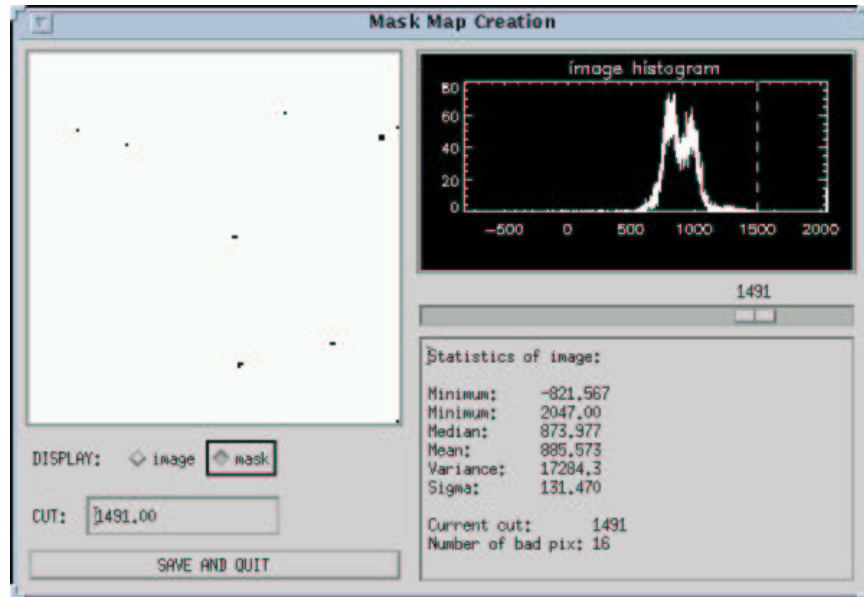 Mask Map Creation
image histogram
80
60
40
20
0
-500 0 500 1000 1500 2000
1491
Statistics of image:
Minimum: -821.567
Minimum: 2047.00
Median: 873.977
Mean: 885.573
Variance: 17284.3
Sigma: 131.470
Current cut: 1491
Number of bad pix: 16
DISPLAY: image mask
CUT: 1491.00
SAVE AND QUIT